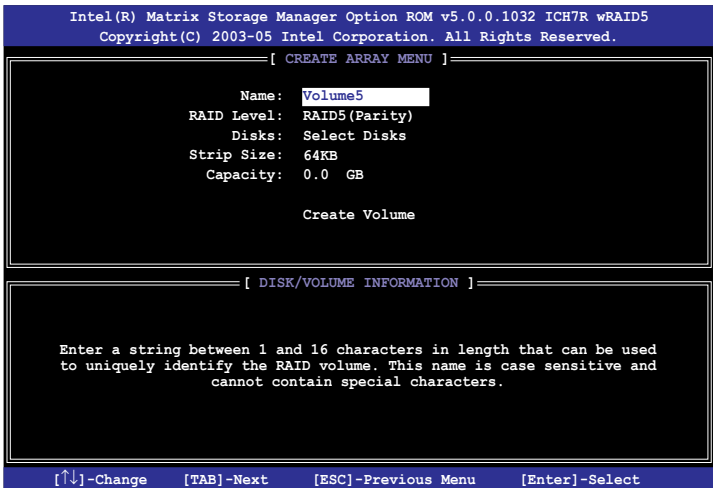 Intel(R) Matrix Storage Manager Option ROM v5.0.0.1032 ICH7R wRAID5
Copyright(C) 2003-05 Intel Corporation. All Rights Reserved.
[ CREATE ARRAY MENU ]
Name: Volume5
RAID Level: RAID5(Parity)
Disks: Select Disks
Strip Size: 64KB
Capacity: 0.0 GB
Create Volume
[ DISK/VOLUME INFORMATION ]
Enter a string between 1 and 16 characters in length that can be used
to uniquely identify the RAID volume. This name is case sensitive and
cannot contain special characters.
[↑↓]-Change [TAB]-Next [ESC]-Previous Menu [Enter]-Select